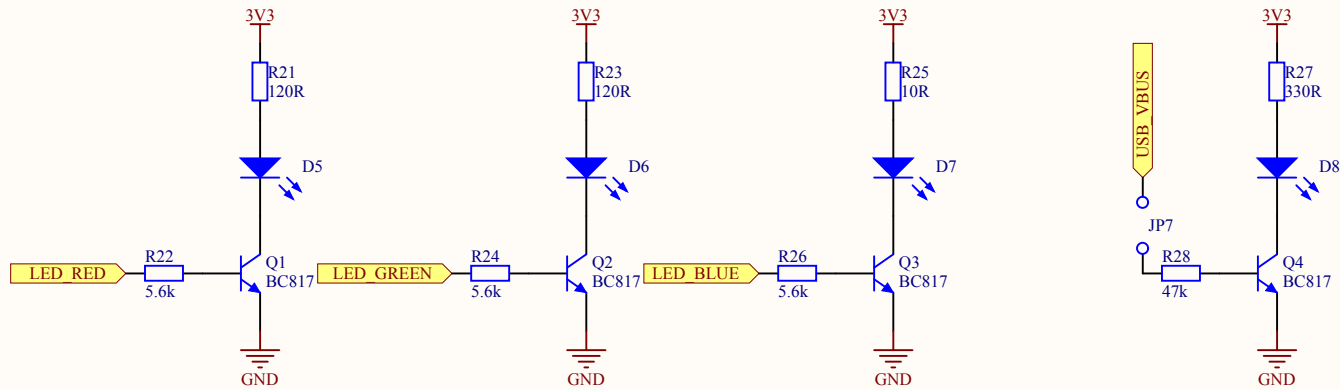 3V3
R21
120R
D5
LED_RED
R22
5.6k
Q1
BC817
GND
3V3
R23
120R
D6
LED_GREEN
R24
5.6k
Q2
BC817
GND
3V3
R25
10R
D7
LED_BLUE
R26
5.6k
Q3
BC817
GND
USB_VBUS
JP7
3V3
R27
330R
D8
R28
47k
Q4
BC817
GND